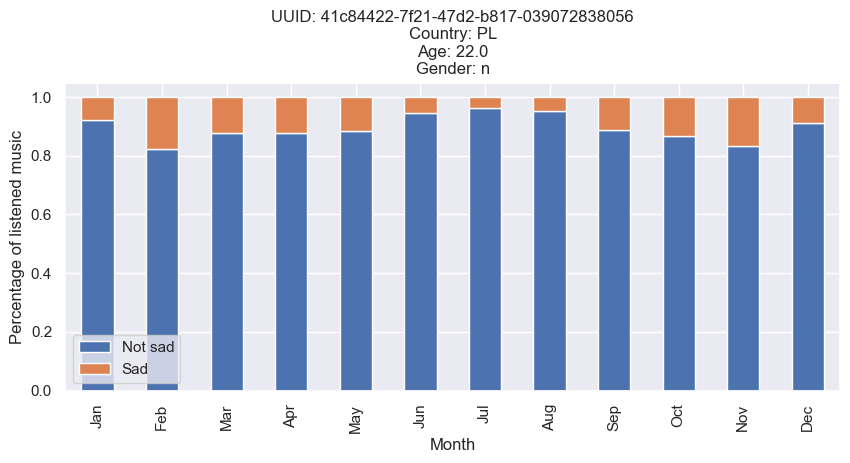 UUID: 41c84422-7f21-47d2-b817-039072838056
Country: PL
Age: 22.0
Gender: n
Percentage of listened music
1.0
0.8
0.6
0.4
0.2
0.0
Not sad
Sad
Jan
Feb
Mar
Apr
May
Jun
Jul
Aug
Sep
Oct
Nov
Dec
Month